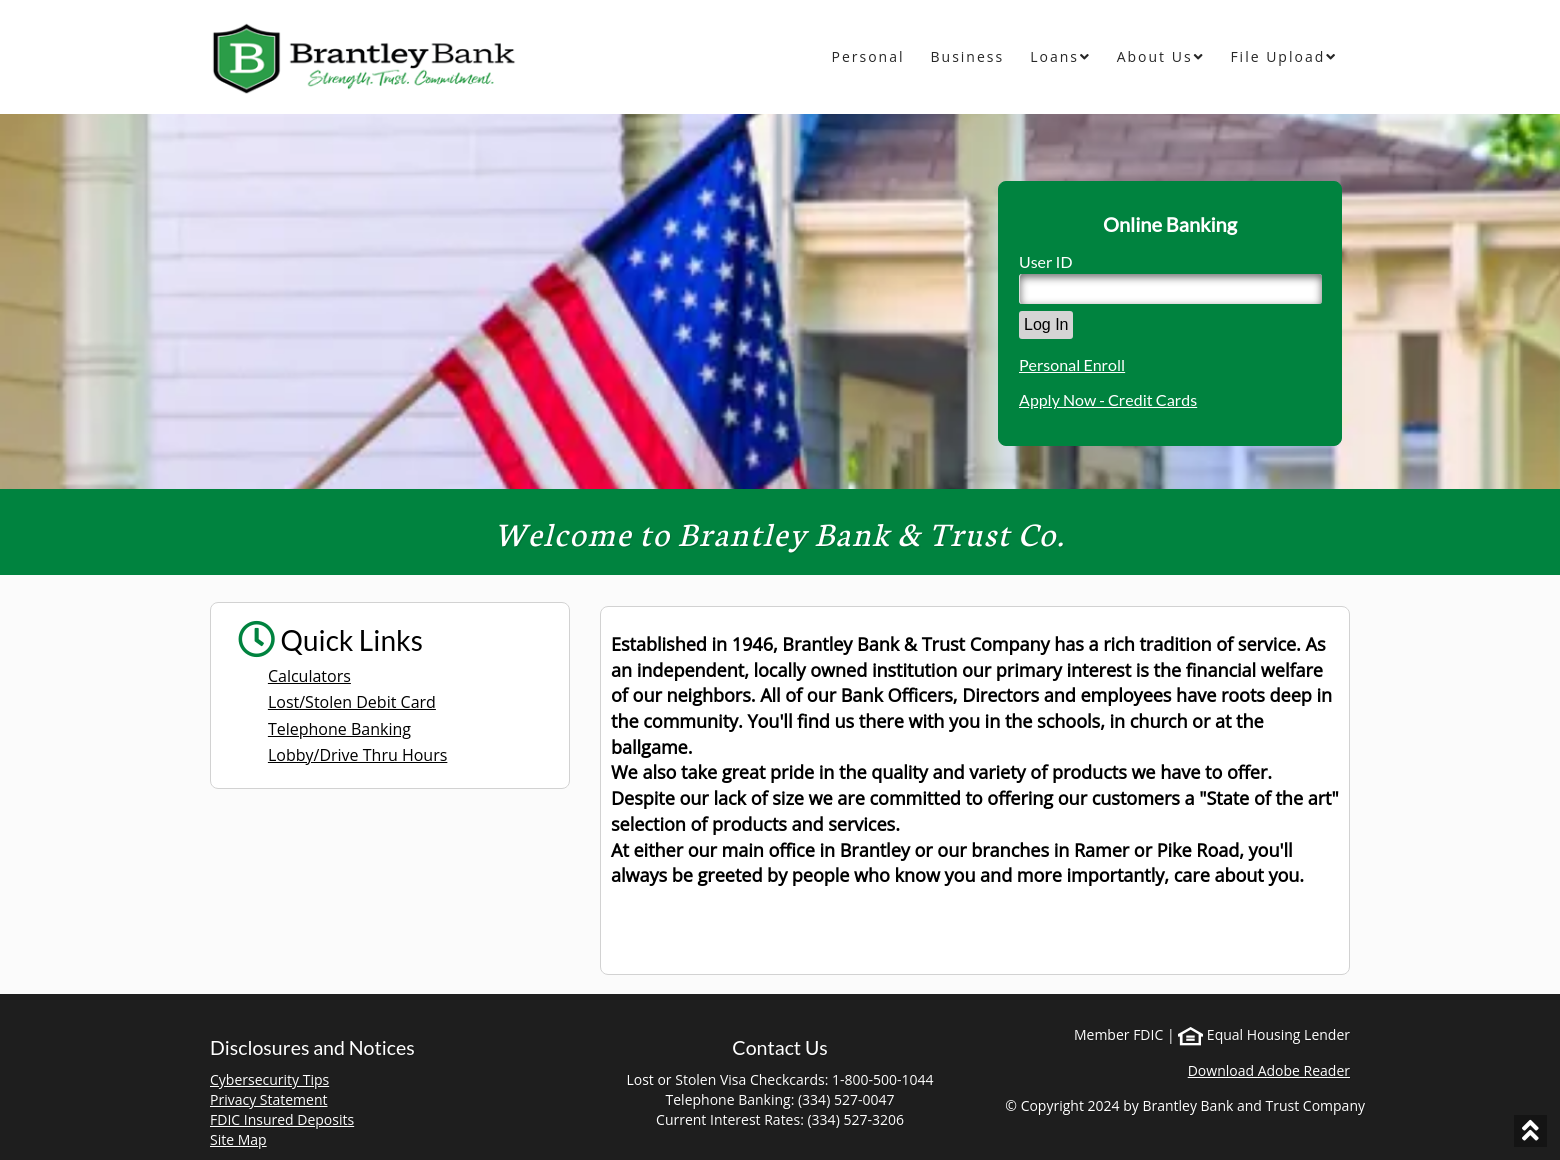 B BrantleyBank
Strength. Trust. Commitment.
Personal Business Loans About Us File Upload
Online Banking
User ID
Log In
Personal Enroll
Apply Now - Credit Cards
Welcome to Brantley Bank & Trust Co.
Quick Links
Calculators
Lost/Stolen Debit Card
Telephone Banking
Lobby/Drive Thru Hours
Established in 1946, Brantley Bank & Trust Company has a rich tradition of service. As
an independent, locally owned institution our primary interest is the financial welfare
of our neighbors. All of our Bank Officers, Directors and employees have roots deep in
the community. You'll find us there with you in the schools, in church or at the
ballgame.
We also take great pride in the quality and variety of products we have to offer.
Despite our lack of size we are committed to offering our customers a "State of the art"
selection of products and services.
At either our main office in Brantley or our branches in Ramer or Pike Road, you'll
always be greeted by people who know you and more importantly, care about you.
Disclosures and Notices
Cybersecurity Tips
Privacy Statement
FDIC Insured Deposits
Site Map
Contact Us
Lost or Stolen Visa Checkcards: 1-800-500-1044
Telephone Banking: (334) 527-0047
Current Interest Rates: (334) 527-3206
Member FDIC | Equal Housing Lender
Download Adobe Reader
© Copyright 2024 by Brantley Bank and Trust Company